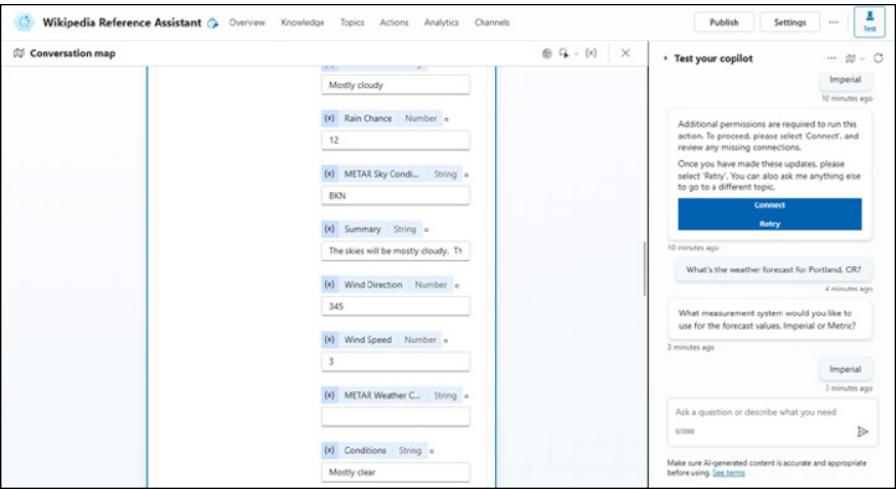 Wikipedia Reference Assistant Overview Knowledge Topics Actions Analytics Channels Publish Settings ... Test
Conversation map {x}
Mostly cloudy
{x} Rain Chance Number =
12
{x} METAR Sky Condi... String =
BKN
{x} Summary String =
The skies will be mostly cloudy. Th
{x} Wind Direction Number =
345
{x} Wind Speed Number =
3
{x} METAR Weather C... String =
{x} Conditions String =
Mostly clear
Test your copilot ...
Imperial
10 minutes ago
Additional permissions are required to run this
action. To proceed, please select 'Connect', and
review any missing connections.
Once you have made these updates, please
select 'Retry'. You can also ask me anything else
to go to a different topic.
Connect
Retry
10 minutes ago
What's the weather forecast for Portland, OR?
4 minutes ago
What measurement system would you like to
use for the forecast values, Imperial or Metric?
3 minutes ago
Imperial
3 minutes ago
Ask a question or describe what you need
0/2000
Make sure AI-generated content is accurate and appropriate
before using. See terms